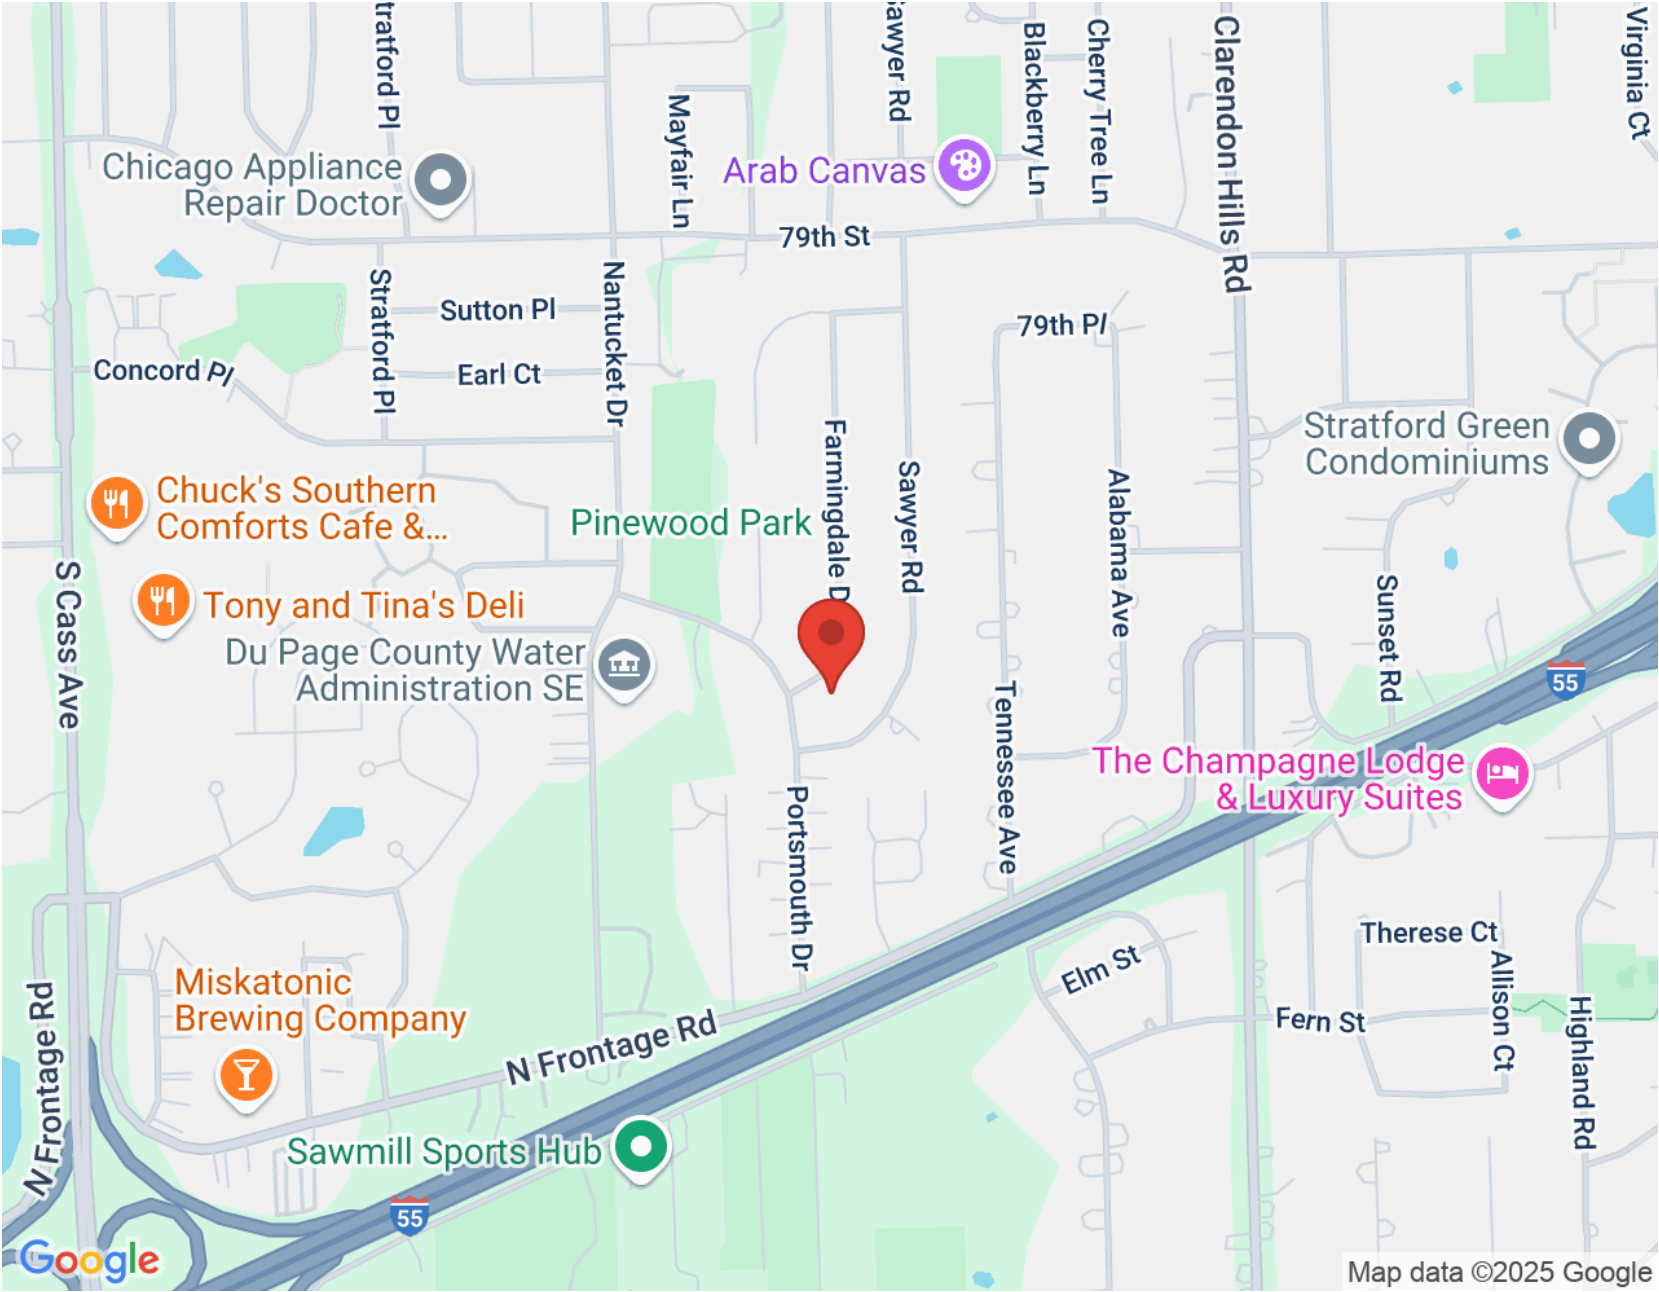 tratford Pl
Sawyer Rd
Blackberry Ln
Cherry Tree Ln
Clarendon Hills Rd
Virginia Ct
Mayfair Ln
Chicago Appliance
Repair Doctor
Arab Canvas
79th St
Stratford Pl
Sutton Pl
Nantucket Dr
79th Pl
Concord Pl
Earl Ct
Farmingdale D
Sawyer Rd
Alabama Ave
Stratford Green
Condominiums
Chuck's Southern
Comforts Cafe &...
Pinewood Park
S Cass Ave
Tony and Tina's Deli
Sunset Rd
Du Page County Water
Administration SE
Tennessee Ave
55
The Champagne Lodge
& Luxury Suites
Portsmouth Dr
Therese Ct
Elm St
Allison Ct
Miskatonic
Brewing Company
N Frontage Rd
N Frontage Rd
Fern St
Highland Rd
Sawmill Sports Hub
55
Google
Map data ©2025 Google